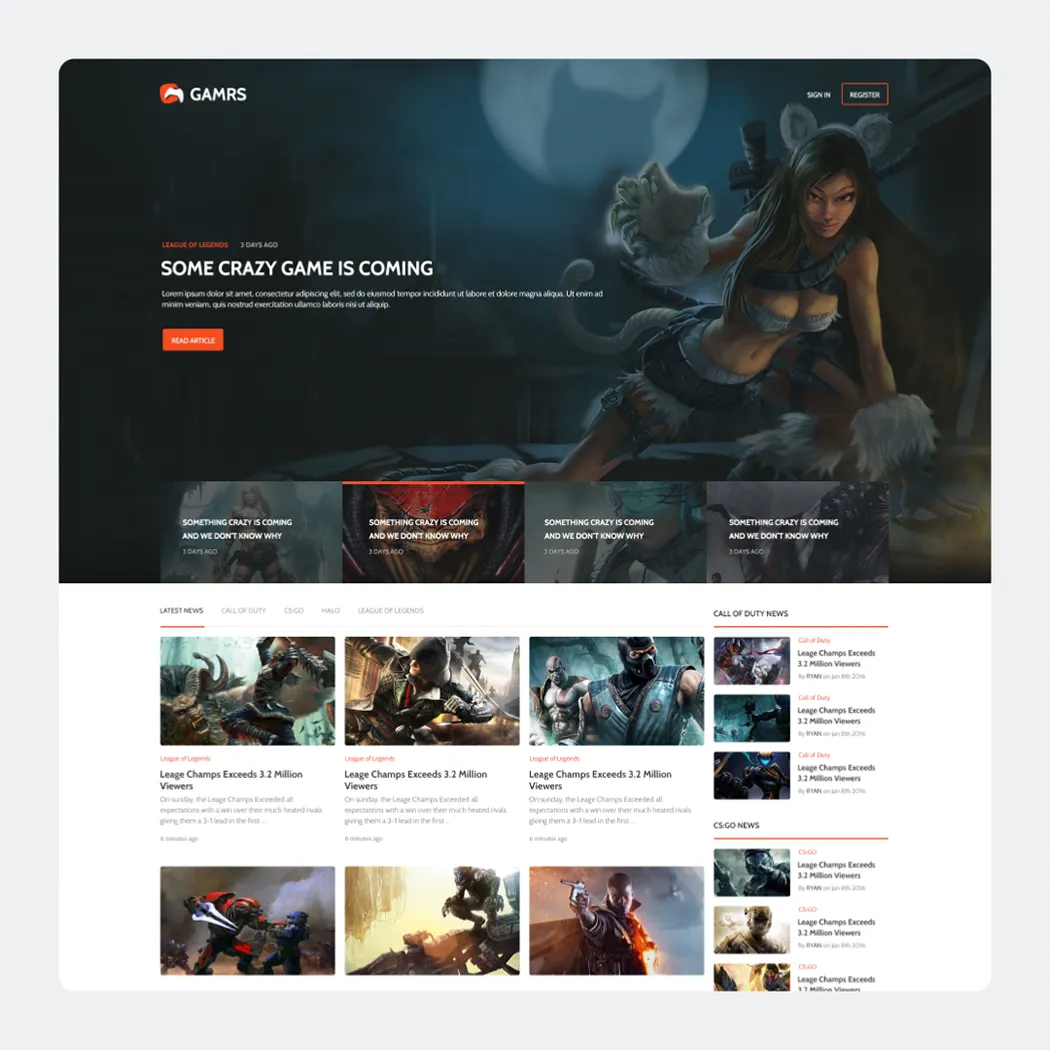 GAMRS
SIGN IN
REGISTER
LEAGUE OF LEGENDS
3 DAYS AGO
SOME CRAZY GAME IS COMING
Lorem ipsum dolor sit amet, consectetur adipiscing elit, sed do eiusmod tempor incididunt ut labore et dolore magna aliqua. Ut enim ad
minim veniam, quis nostrud exercitation ullamco laboris nisi ut aliquip.
READ ARTICLE
SOMETHING CRAZY IS COMING
AND WE DON'T KNOW WHY
3 DAYS AGO
SOMETHING CRAZY IS COMING
AND WE DON'T KNOW WHY
3 DAYS AGO
SOMETHING CRAZY IS COMING
AND WE DON'T KNOW WHY
3 DAYS AGO
SOMETHING CRAZY IS COMING
AND WE DON'T KNOW WHY
3 DAYS AGO
LATEST NEWS
CALL OF DUTY
CS:GO
HALO
LEAGUE OF LEGENDS
League of Legends
Leage Champs Exceeds 3.2 Million
Viewers
On sunday, the Leage Champs Exceeded all
expectations with a win over their much heated rivals
giving them a 3-1 lead in the first ...
6 minutes ago
League of Legends
Leage Champs Exceeds 3.2 Million
Viewers
On sunday, the Leage Champs Exceeded all
expectations with a win over their much heated rivals
giving them a 3-1 lead in the first ...
6 minutes ago
League of Legends
Leage Champs Exceeds 3.2 Million
Viewers
On sunday, the Leage Champs Exceeded all
expectations with a win over their much heated rivals
giving them a 3-1 lead in the first ...
6 minutes ago
CALL OF DUTY NEWS
Call of Duty
Leage Champs Exceeds
3.2 Million Viewers
By RYAN on Jan 8th 2016
Call of Duty
Leage Champs Exceeds
3.2 Million Viewers
By RYAN on Jan 8th 2016
Call of Duty
Leage Champs Exceeds
3.2 Million Viewers
By RYAN on Jan 8th 2016
CS:GO NEWS
CS:GO
Leage Champs Exceeds
3.2 Million Viewers
By RYAN on Jan 8th 2016
CS:GO
Leage Champs Exceeds
3.2 Million Viewers
By RYAN on Jan 8th 2016
CS:GO
Leage Champs Exceeds
3.2 Million Viewers